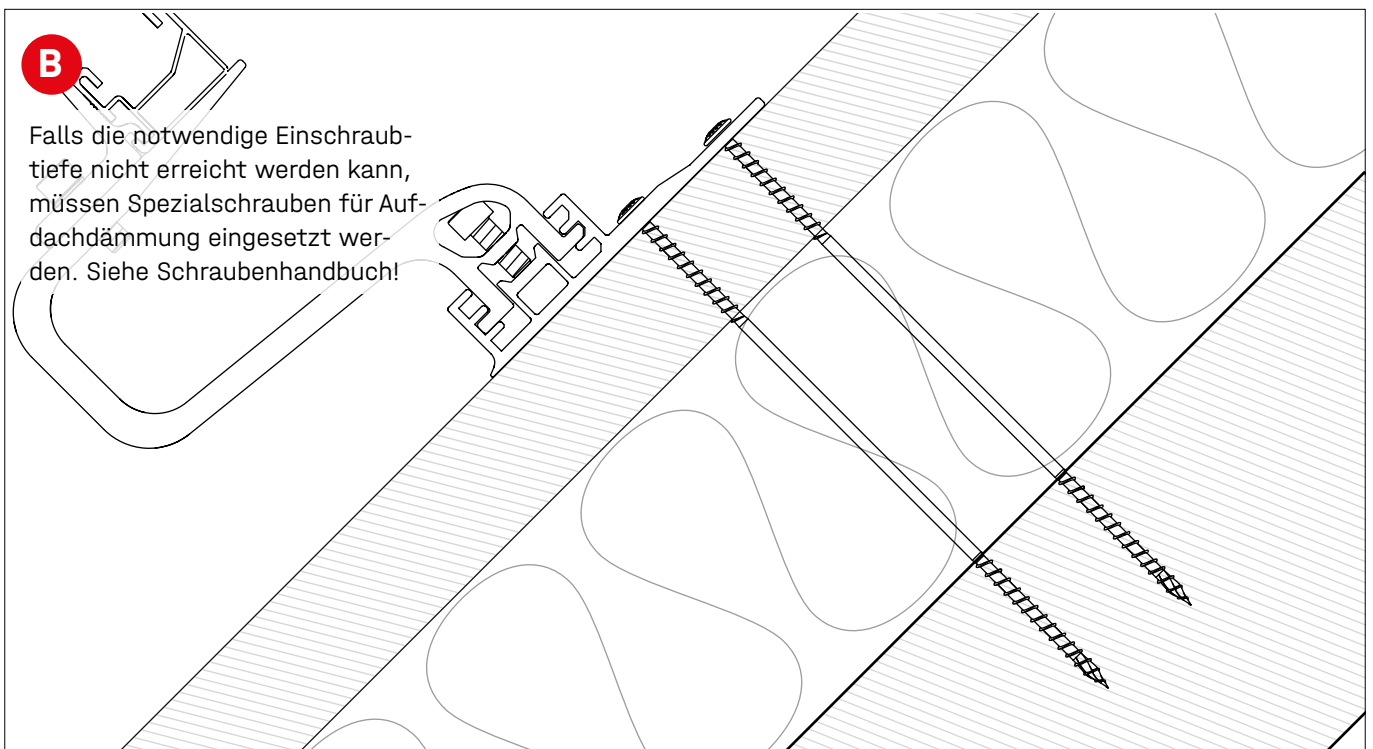 B
Falls die notwendige Einschraub-
tiefe nicht erreicht werden kann,
müssen Spezialschrauben für Auf-
dachdämmung eingesetzt wer-
den. Siehe Schraubenhandbuch!